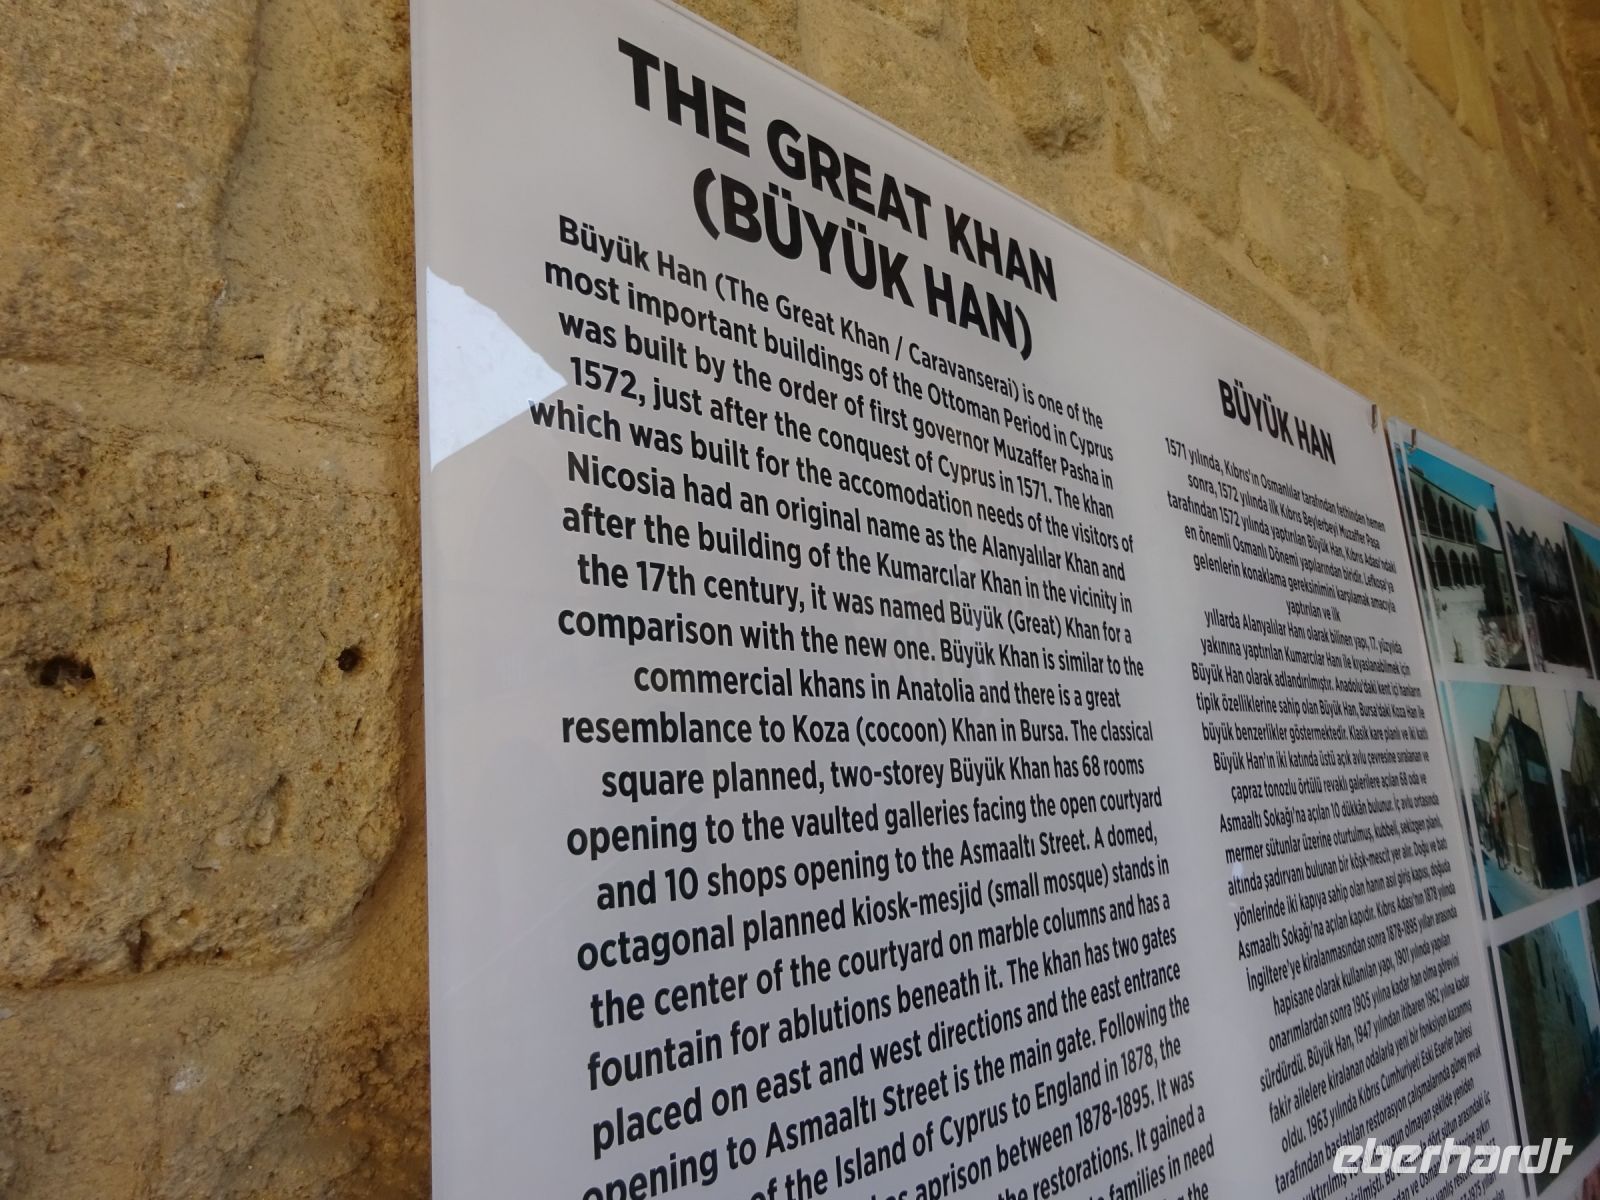 THE GREAT KHAN
(BÜYÜK HAN)
Büyük Han (The Great Khan / Caravanserai) is one of the
most important buildings of the Ottoman Period in Cyprus
was built by the order of first governor Muzaffer Pasha in
1572, just after the conquest of Cyprus in 1571. The khan
which was built for the accomodation needs of the visitors of
Nicosia had an original name as the Alanyalılar Khan and
after the building of the Kumarcılar Khan in the vicinity in
the 17th century, it was named Büyük (Great) Khan for a
comparison with the new one. Büyük Khan is similar to the
commercial khans in Anatolia and there is a great
resemblance to Koza (cocoon) Khan in Bursa. The classical
square planned, two-storey Büyük Khan has 68 rooms
opening to the vaulted galleries facing the open courtyard
and 10 shops opening to the Asmaaltı Street. A domed,
octagonal planned kiosk-mesjid (small mosque) stands in
the center of the courtyard on marble columns and has a
fountain for ablutions beneath it. The khan has two gates
placed on east and west directions and the east entrance
opening to Asmaaltı Street is the main gate. Following the
of the Island of Cyprus to England in 1878, the
as aprison between 1878-1895. It was
the restorations. It gained a
families in need
the
BÜYÜK HAN
1571 yılında, Kıbrıs'ın Osmanlılar tarafından fethinden hemen
sonra, 1572 yılında ilk Kıbrıs Beylerbeyi Muzaffer Paşa
tarafından 1572 yılında yaptırılan Büyük Han, Kıbrıs Adası'ndaki
en önemli Osmanlı Dönemi yapılarından biridir. Lefkoşa'ya
gelenlerin konaklama gereksinimini karşılamak amacıyla
yaptırılan ve ilk
yıllarda Alanyalılar Hanı olarak bilinen yapı, 17. yüzyılda
yakınına yaptırılan Kumarcılar Hanı ile kıyaslanabilmek için
Büyük Han olarak adlandırılmıştır. Anadolu'daki kent içi hanların
tipik özelliklerine sahip olan Büyük Han, Bursa'daki Koza Han ile
büyük benzerlikler göstermektedir. Klasik kare planlı ve iki katlı
Büyük Han'ın iki katında üstü açık avlu çevresine sıralanan ve
çapraz tonozlu örtülü revaklı galerilere açılan 68 oda ve
Asmaaltı Sokağı'na açılan 10 dükkân bulunur. İç avlu ortasında
mermer sütunlar üzerine oturtulmuş, kubbeli, sekizgen planlı,
altında şadırvanı bulunan bir köşk-mescit yer alır. Doğu ve batı
yönlerinde iki kapıya sahip olan hanın asıl giriş kapısı, doğuda
Asmaaltı Sokağı'na açılan kapıdır. Kıbrıs Adası'nın 1878 yılında
İngiltere'ye kiralanmasından sonra 1878-1895 yılları arasında
hapisane olarak kullanılan yapı, 1901 yılında yapılan
onarımlardan sonra 1905 yılına kadar han olma görevini
sürdürdü. Büyük Han, 1947 yılından itibaren 1962 yılına kadar
fakir ailelere kiralanan odalarla yeni bir fonksiyon kazanmış
oldu. 1963 yılında Kıbrıs Cumhuriyeti Eski Eserler Dairesi
tarafından başlatılan restorasyon çalışmalarında güney revak
uygun olmayan şekilde yeniden
dört sütun arasındaki üç
eberhardt